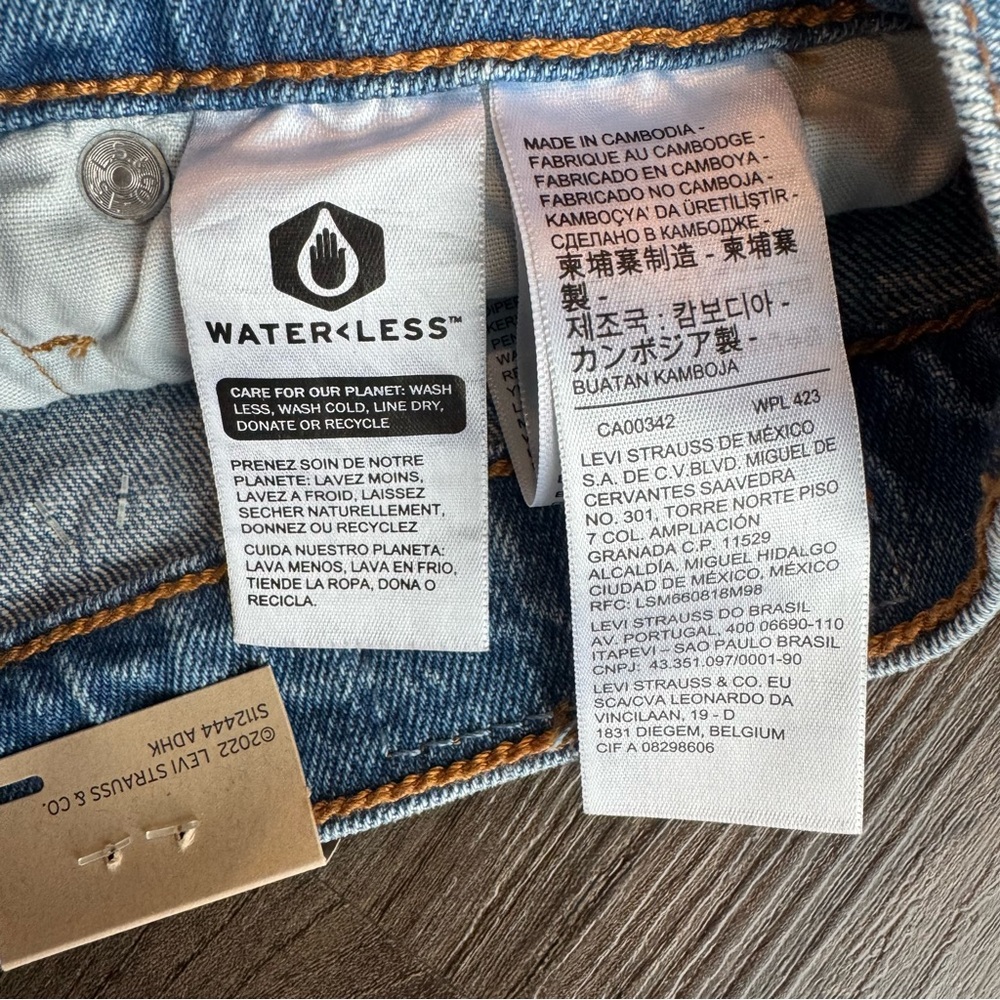 WATER<LESS™
CARE FOR OUR PLANET: WASH
LESS, WASH COLD, LINE DRY,
DONATE OR RECYCLE
PRENEZ SOIN DE NOTRE
PLANETE: LAVEZ MOINS,
LAVEZ A FROID, LAISSEZ
SECHER NATURELLEMENT,
DONNEZ OU RECYCLEZ
CUIDA NUESTRO PLANETA:
LAVA MENOS, LAVA EN FRIO,
TIENDE LA ROPA, DONA O
RECICLA.
MADE IN CAMBODIA -
FABRIQUE AU CAMBODGE -
FABRICADO EN CAMBOYA -
FABRICADO NO CAMBOJA -
KAMBOÇYA' DA ÜRETİLİŞTİR -
СДЕЛАНО В КАМБОДЖЕ -
柬埔寨制造 - 柬埔寨
製 -
제조국 : 캄보디아 -
カンボジア製 -
BUATAN KAMBOJA
CA00342 WPL 423
LEVI STRAUSS DE MÉXICO
S.A. DE C.V.BLVD. MIGUEL DE
CERVANTES SAAVEDRA
NO. 301, TORRE NORTE PISO
7 COL. AMPLIACIÓN
GRANADA C.P. 11529
ALCALDÍA. MIGUEL HIDALGO
CIUDAD DE MÉXICO, MÉXICO
RFC: LSM660818M98
LEVI STRAUSS DO BRASIL
AV. PORTUGAL, 400 06690-110
ITAPEVI – SAO PAULO BRASIL
CNPJ: 43.351.097/0001-90
LEVI STRAUSS & CO. EU
SCA/CVA LEONARDO DA
VINCILAAN, 19 - D
1831 DIEGEM, BELGIUM
CIF A 08298606
©2022 LEVI STRAUSS & CO.
S112444 ADHK